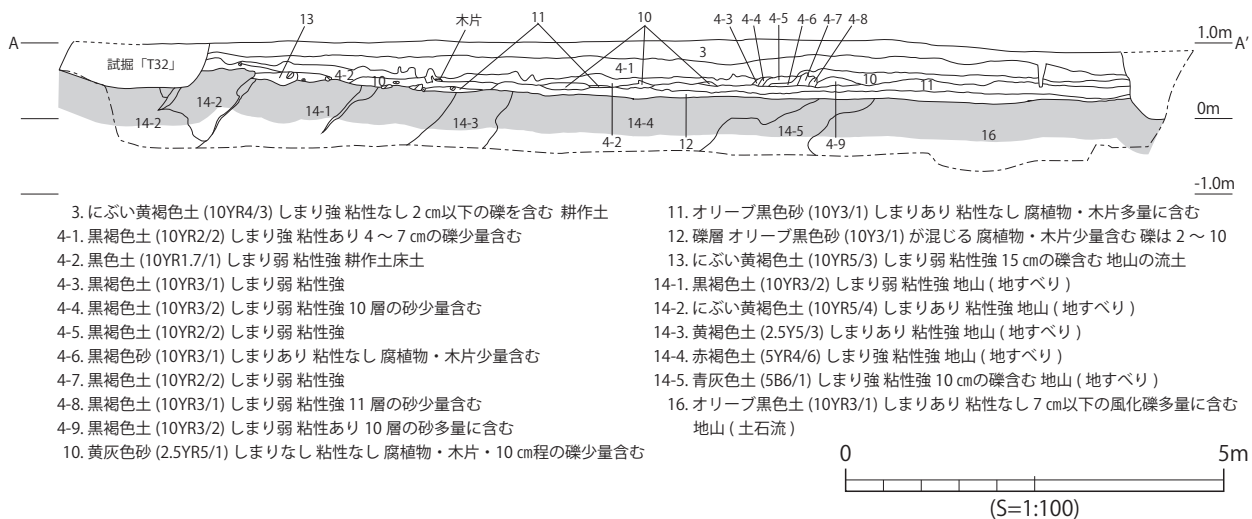 13 木片 11 10 4-3 4-4 4-5 4-6 4-7 4-8
A 1.0m A’
試掘「T32」 3
4-1
4-2 10 10 11
14-2 14-1
14-2 14-3 14-4 14-5 16 0m
4-2 12 4-9
-1.0m
3. にぶい黄褐色土 (10YR4/3) しまり強 粘性なし 2 ㎝以下の礫を含む 耕作土
4-1. 黒褐色土 (10YR2/2) しまり強 粘性あり 4 ～ 7 ㎝の礫少量含む
4-2. 黒色土 (10YR1.7/1) しまり弱 粘性強 耕作土床土
4-3. 黒褐色土 (10YR3/1) しまり弱 粘性強
4-4. 黒褐色土 (10YR3/2) しまり弱 粘性強 10 層の砂少量含む
4-5. 黒褐色土 (10YR2/2) しまり弱 粘性強
4-6. 黒褐色砂 (10YR3/1) しまりあり 粘性なし 腐植物・木片少量含む
4-7. 黒褐色土 (10YR2/2) しまり弱 粘性強
4-8. 黒褐色土 (10YR3/1) しまり弱 粘性強 11 層の砂少量含む
4-9. 黒褐色土 (10YR3/2) しまり弱 粘性あり 10 層の砂多量に含む
10. 黄灰色砂 (2.5YR5/1) しまりなし 粘性なし 腐植物・木片・10 ㎝程の礫少量含む
11. オリーブ黒色砂 (10Y3/1) しまりあり 粘性なし 腐植物・木片多量に含む
12. 礫層 オリーブ黒色砂 (10Y3/1) が混じる 腐植物・木片少量含む 礫は 2 ～ 10
13. にぶい黄褐色土 (10YR5/3) しまり弱 粘性強 15 ㎝の礫含む 地山の流土
14-1. 黒褐色土 (10YR3/2) しまり弱 粘性強 地山 ( 地すべり )
14-2. にぶい黄褐色土 (10YR5/4) しまりあり 粘性強 地山 ( 地すべり )
14-3. 黄褐色土 (2.5Y5/3) しまりあり 粘性強 地山 ( 地すべり )
14-4. 赤褐色土 (5YR4/6) しまり強 粘性強 地山 ( 地すべり )
14-5. 青灰色土 (5B6/1) しまり強 粘性強 10 ㎝の礫含む 地山 ( 地すべり )
16. オリーブ黒色土 (10YR3/1) しまりあり 粘性なし 7 ㎝以下の風化礫多量に含む
地山 ( 土石流 )
0 5m
(S=1:100)